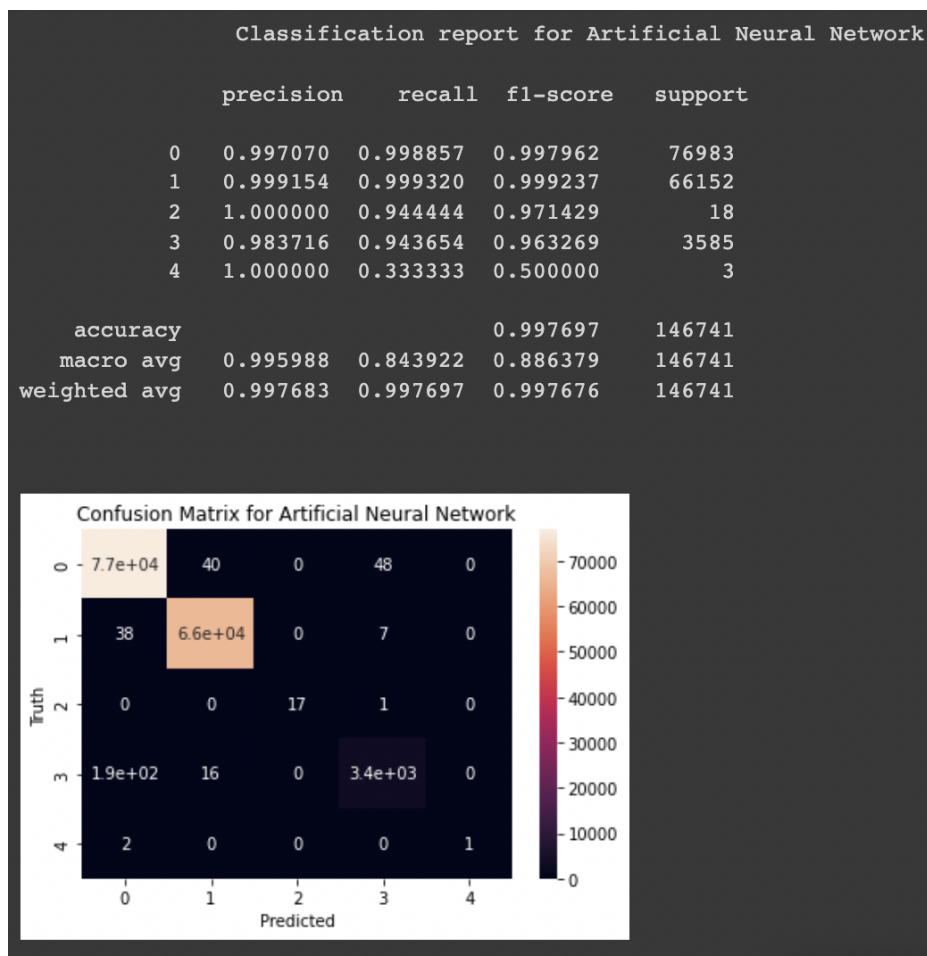 Classification report for Artificial Neural Network
precision recall f1-score support
0 0.997070 0.998857 0.997962 76983
1 0.999154 0.999320 0.999237 66152
2 1.000000 0.944444 0.971429 18
3 0.983716 0.943654 0.963269 3585
4 1.000000 0.333333 0.500000 3
accuracy 0.997697 146741
macro avg 0.995988 0.843922 0.886379 146741
weighted avg 0.997683 0.997697 0.997676 146741
Confusion Matrix for Artificial Neural Network
0 7.7e+04 40 0 48 0
1 38 6.6e+04 0 7 0
2 0 0 17 1 0
3 1.9e+02 16 0 3.4e+03 0
4 2 0 0 0 1
0 1 2 3 4
Predicted
Truth
70000
60000
50000
40000
30000
20000
10000
0